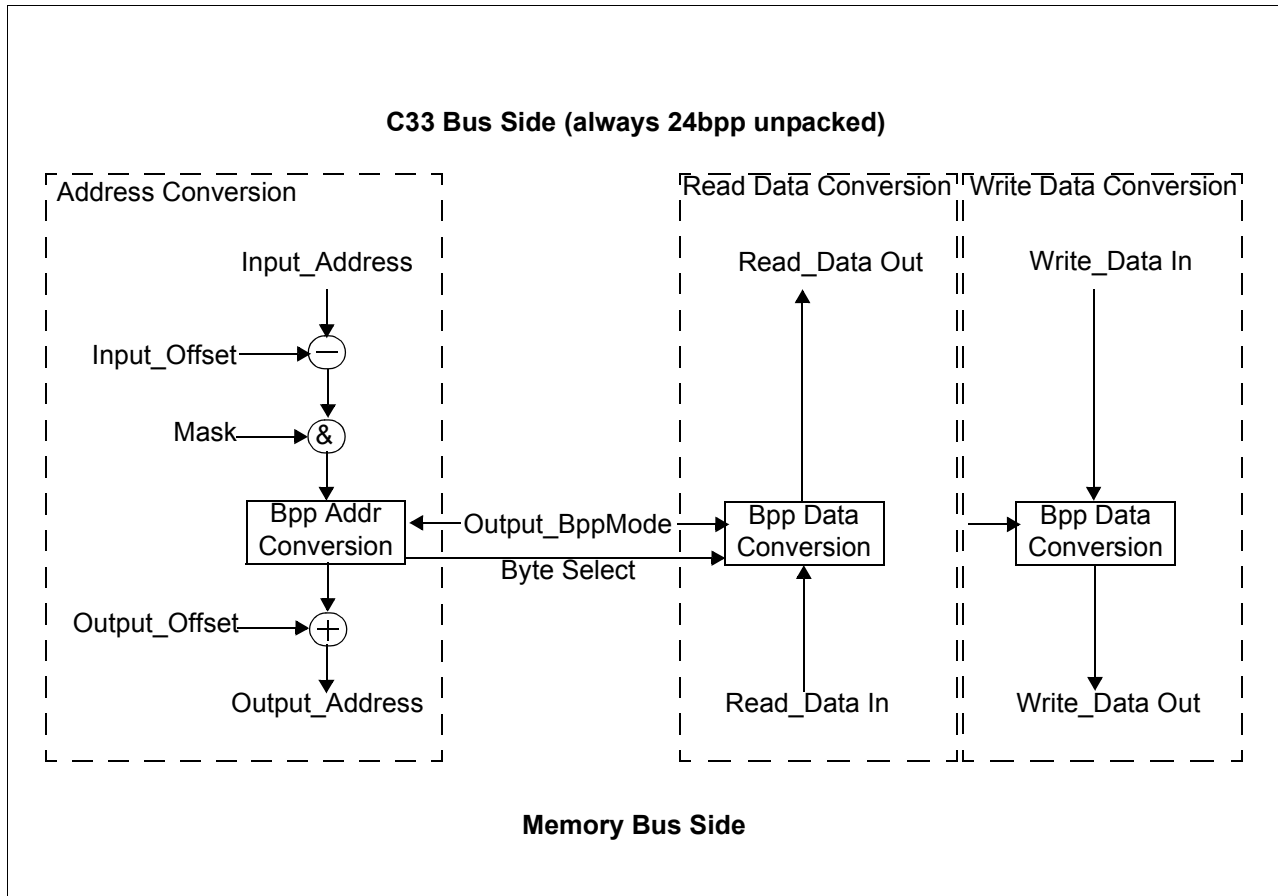 C33 Bus Side (always 24bpp unpacked)
Address Conversion
Read Data Conversion
Write Data Conversion
Input_Address
Read_Data Out
Write_Data In
Input_Offset
−
Mask
&
Bpp Addr
Conversion
Output_BppMode
Byte Select
Bpp Data
Conversion
Bpp Data
Conversion
Output_Offset
+
Output_Address
Read_Data In
Write_Data Out
Memory Bus Side